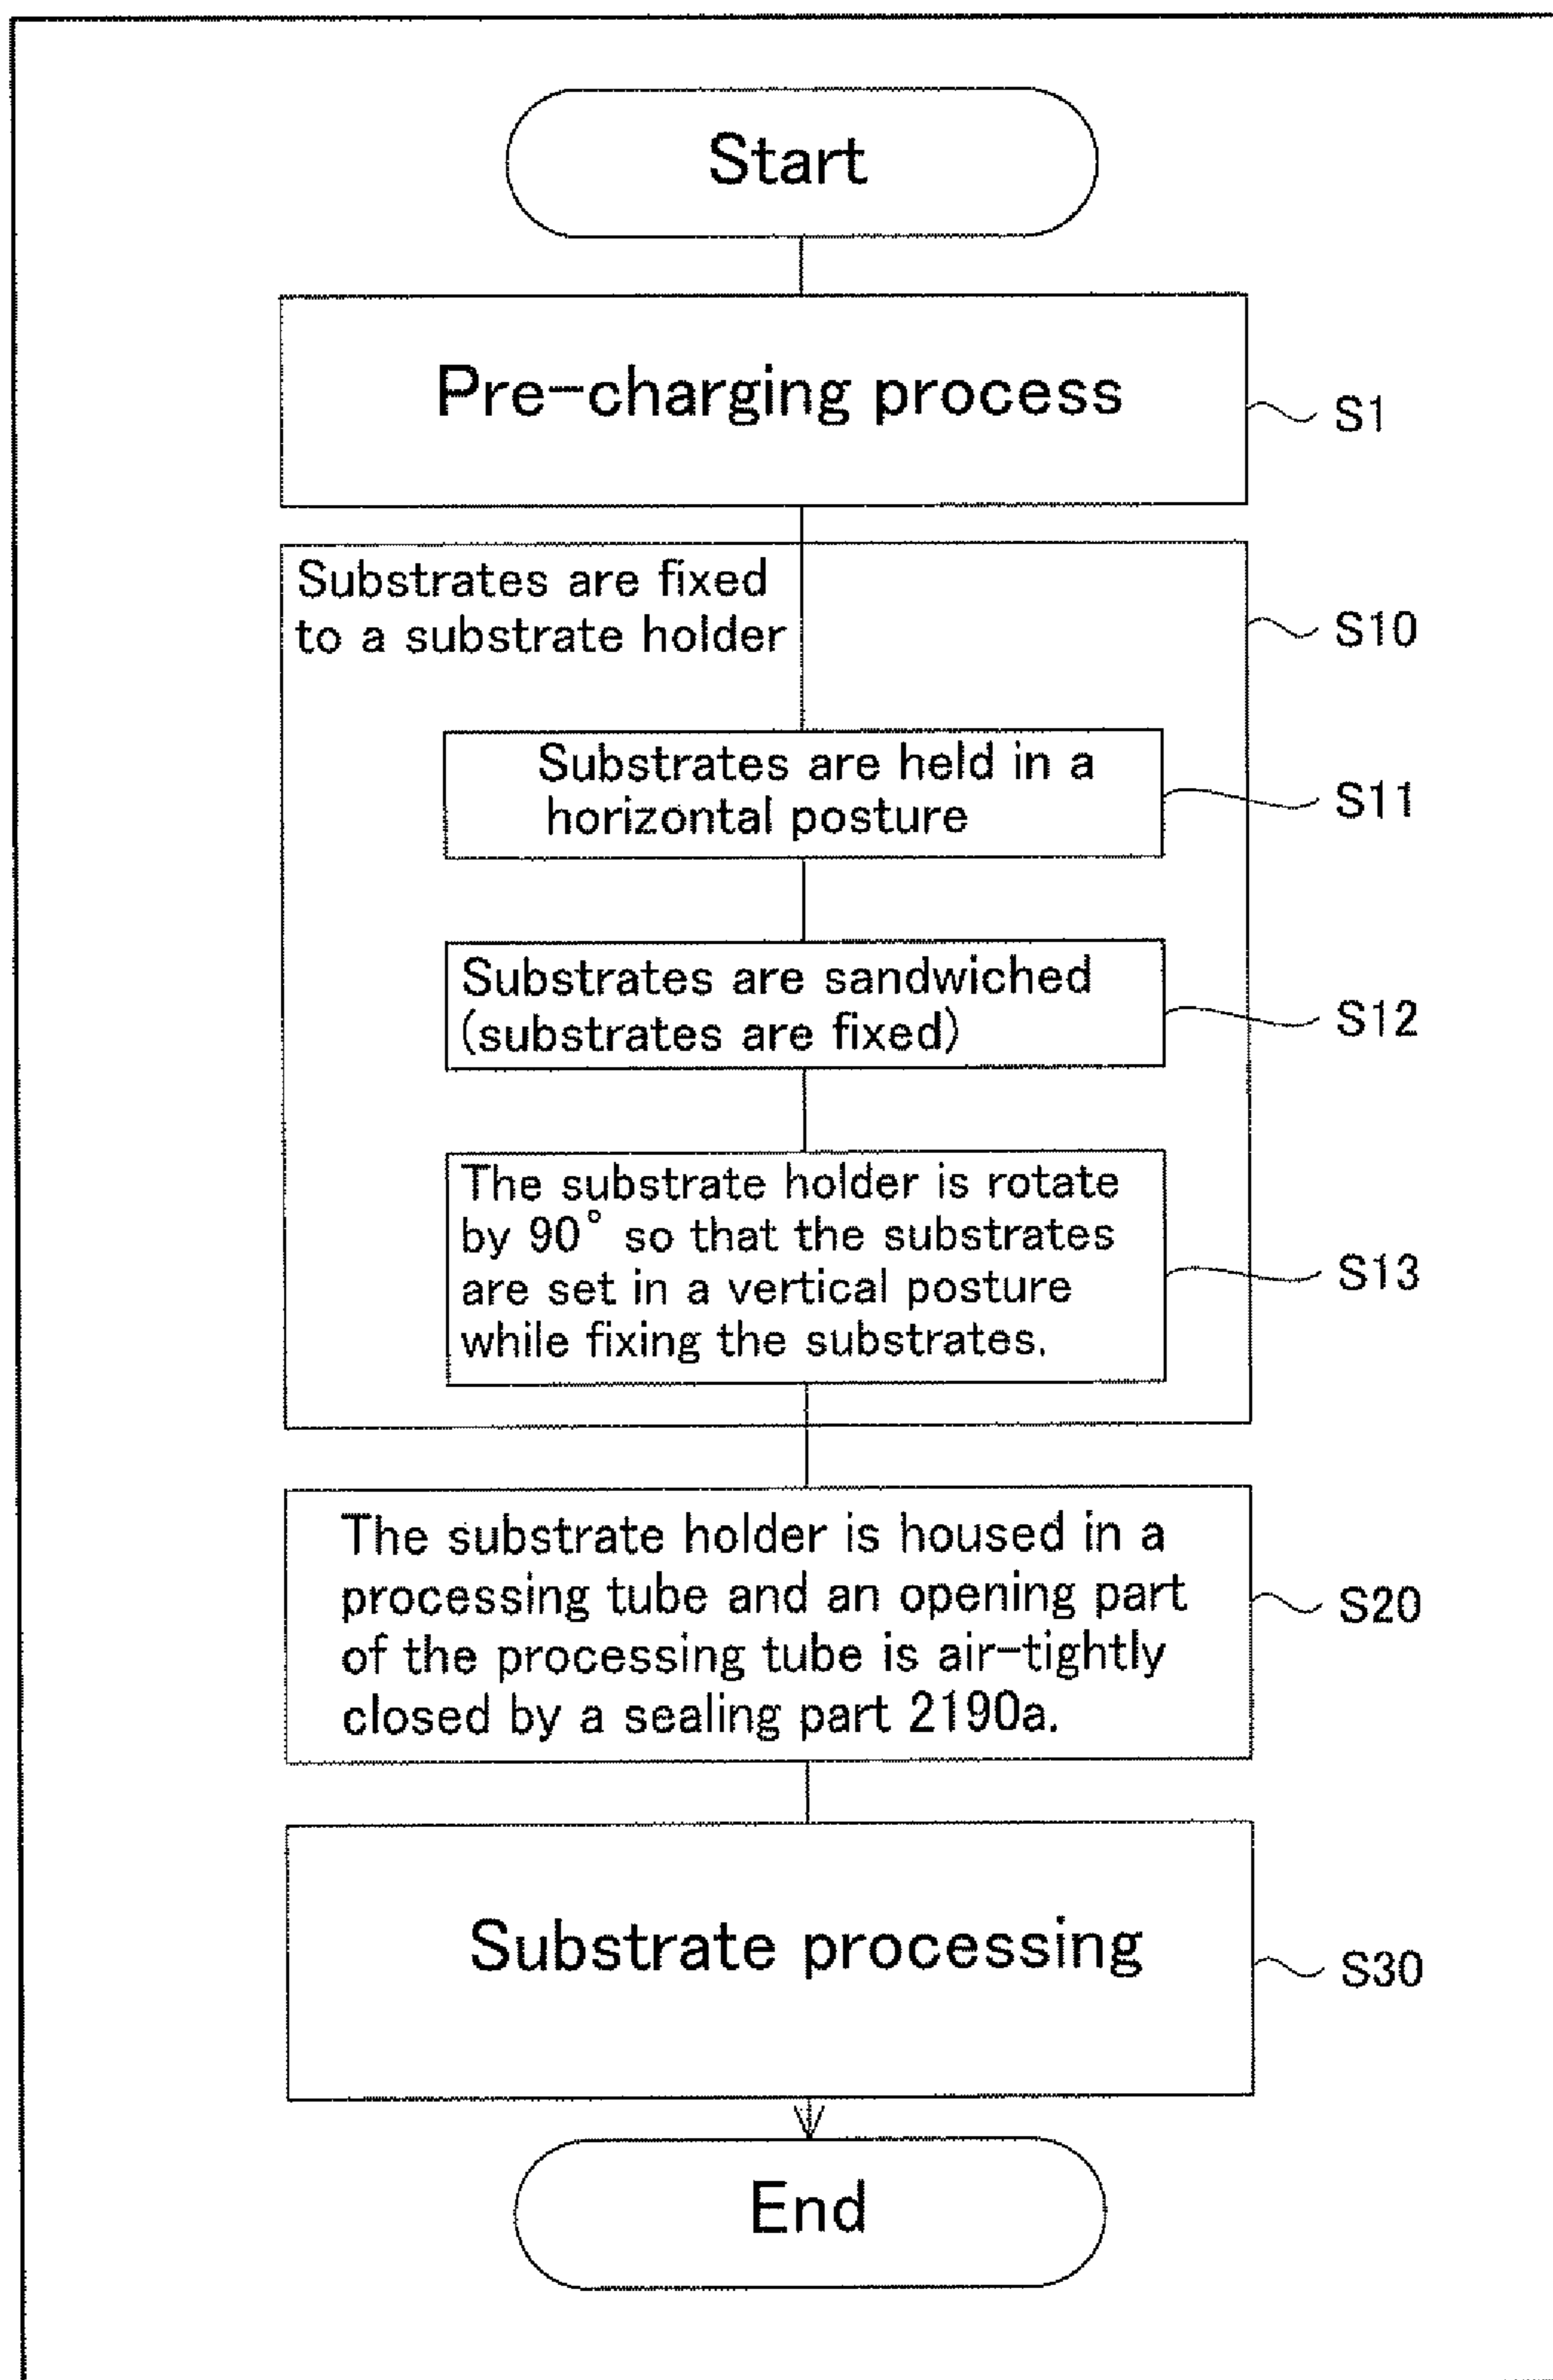 Start
Pre-charging process
S1
Substrates are fixed
to a substrate holder
S10
Substrates are held in a
horizontal posture
S11
Substrates are sandwiched
(substrates are fixed)
S12
The substrate holder is rotate
by 90° so that the substrates
are set in a vertical posture
while fixing the substrates.
S13
The substrate holder is housed in a
processing tube and an opening part
of the processing tube is air-tightly
closed by a sealing part 2190a.
S20
Substrate processing
S30
End